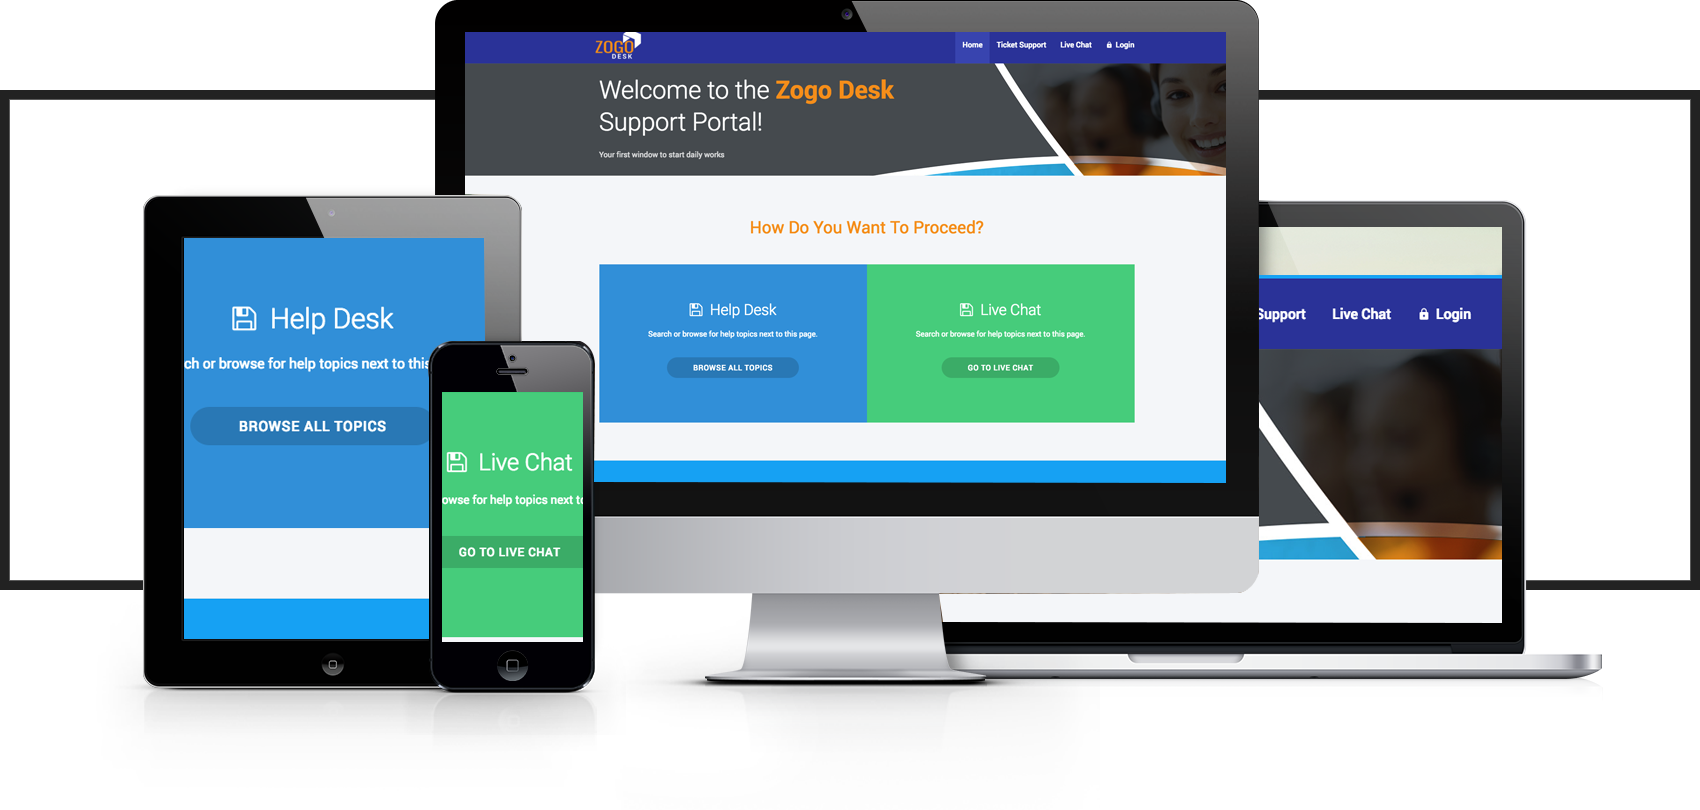 ZOGO
DESK
Home Ticket Support Live Chat Login
Welcome to the Zogo Desk
Support Portal!
Your first window to start daily works
How Do You Want To Proceed?
Help Desk
Search or browse for help topics next to this page.
BROWSE ALL TOPICS
Live Chat
Search or browse for help topics next to this page.
GO TO LIVE CHAT
Help Desk
ch or browse for help topics next to this
BROWSE ALL TOPICS
Live Chat
owse for help topics next to
GO TO LIVE CHAT
Support Live Chat Login